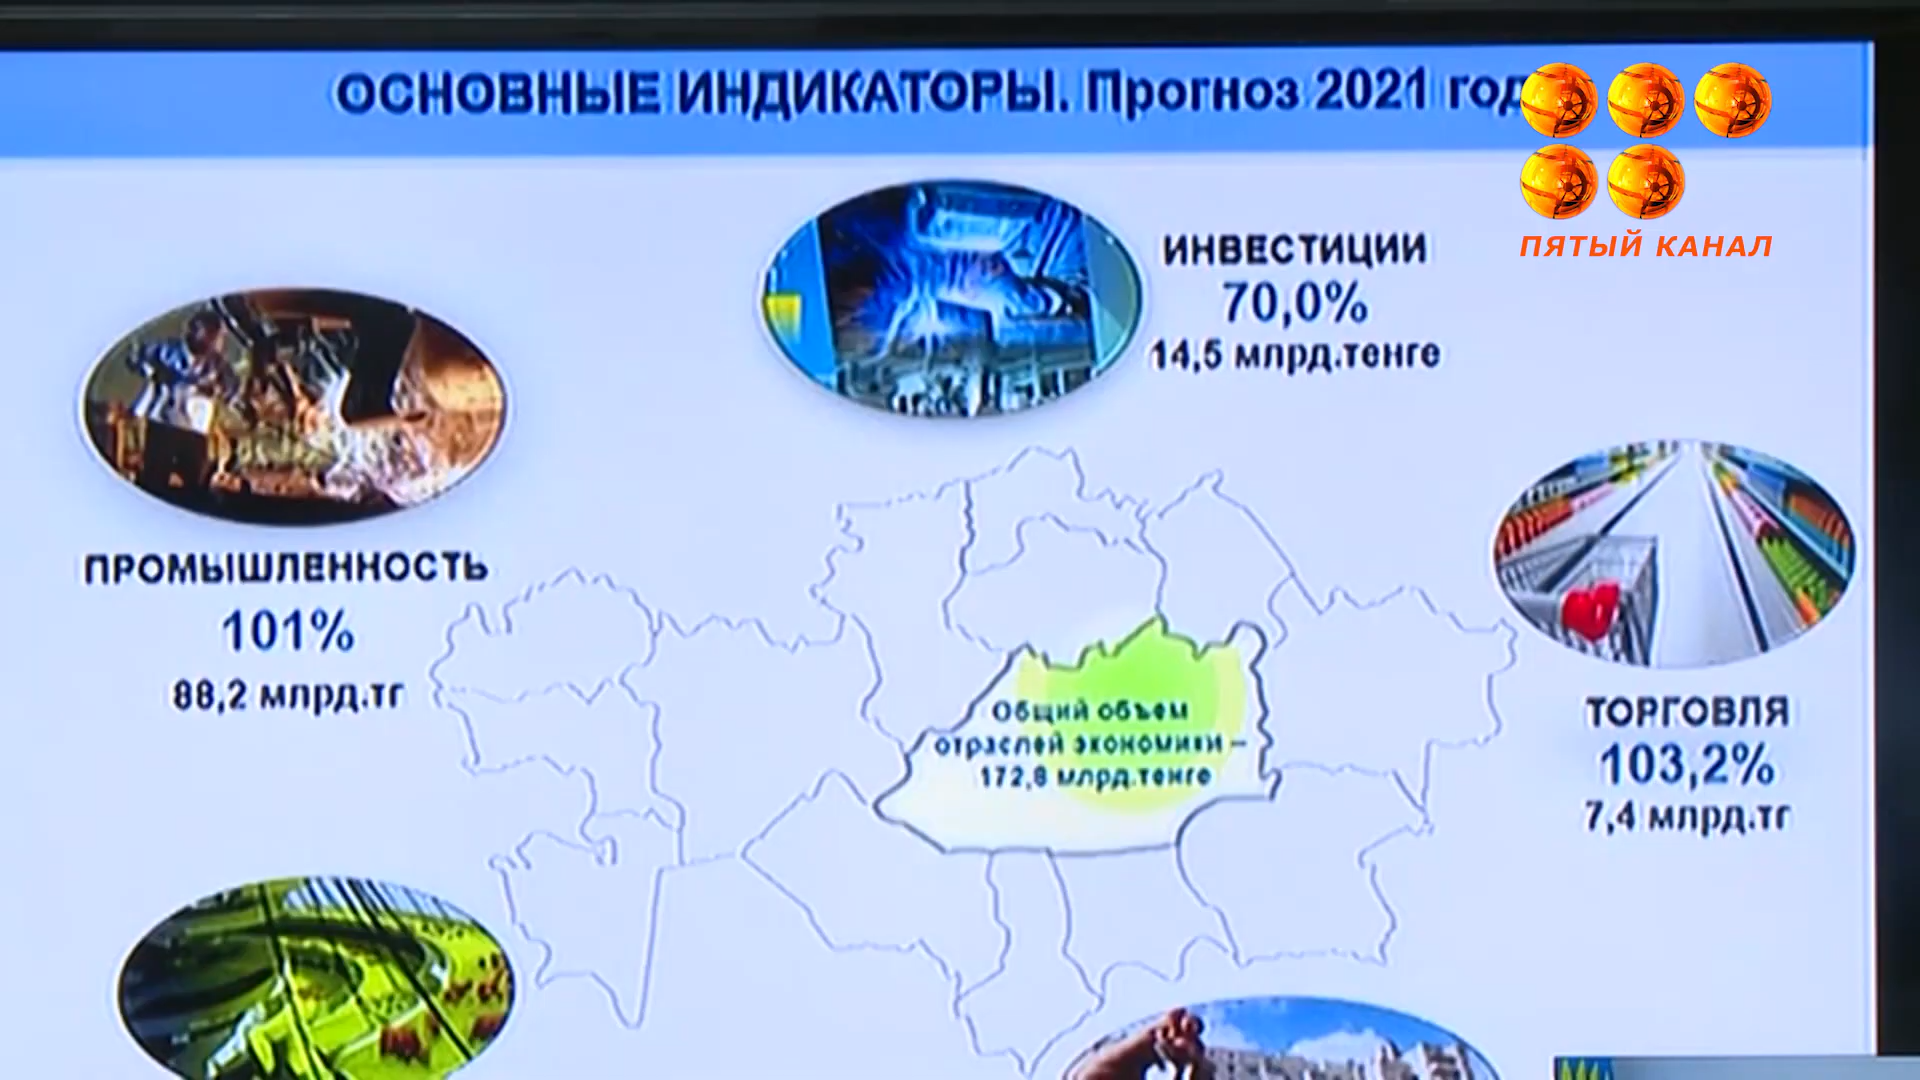 ОСНОВНЫЕ ИНДИКАТОРЫ. Прогноз 2021 год
ПЯТЫЙ КАНАЛ
ИНВЕСТИЦИИ
70,0%
14,5 млрд.тенге
ПРОМЫШЛЕННОСТЬ
101%
88,2 млрд.тг
Общий объем
отраслей экономики –
172,8 млрд.тенге
ТОРГОВЛЯ
103,2%
7,4 млрд.тг